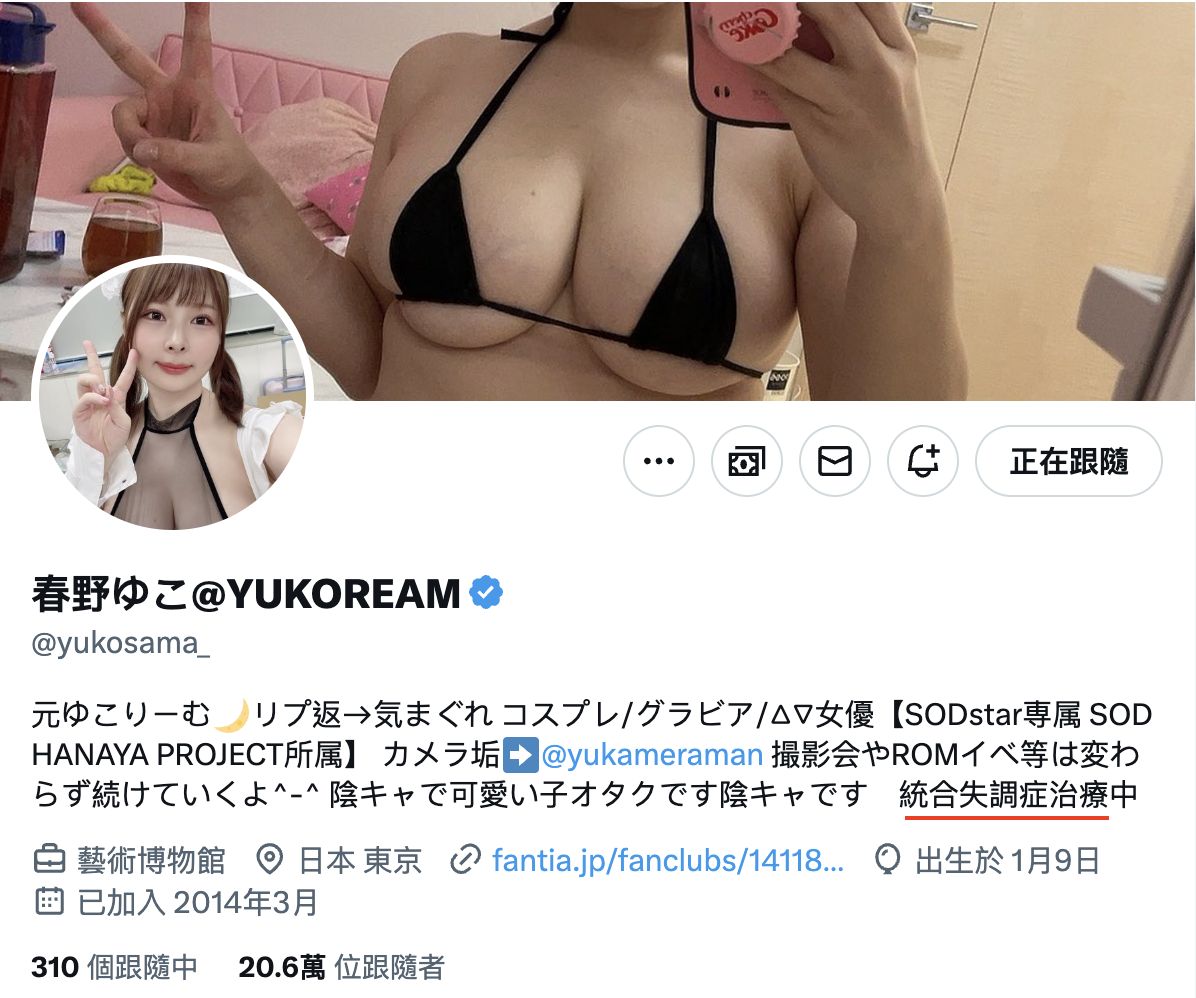 春野ゆこ@YUKOREAM
@yukosama_
元ゆこりーむ🌙リプ返→気まぐれ コスプレ/グラビア/∆∇女優【SODstar専属 SOD
HANAYA PROJECT所属】 カメラ垢➡️@yukameraman 撮影会やROMイベ等は変わ
らず続けていくよ^-^ 陰キャで可愛い子オタクです陰キャです　統合失調症治療中
藝術博物館 日本 東京 fantia.jp/fanclubs/14118... 出生於 1月9日
已加入 2014年3月
310 個跟隨中 20.6萬 位跟隨者
正在跟隨